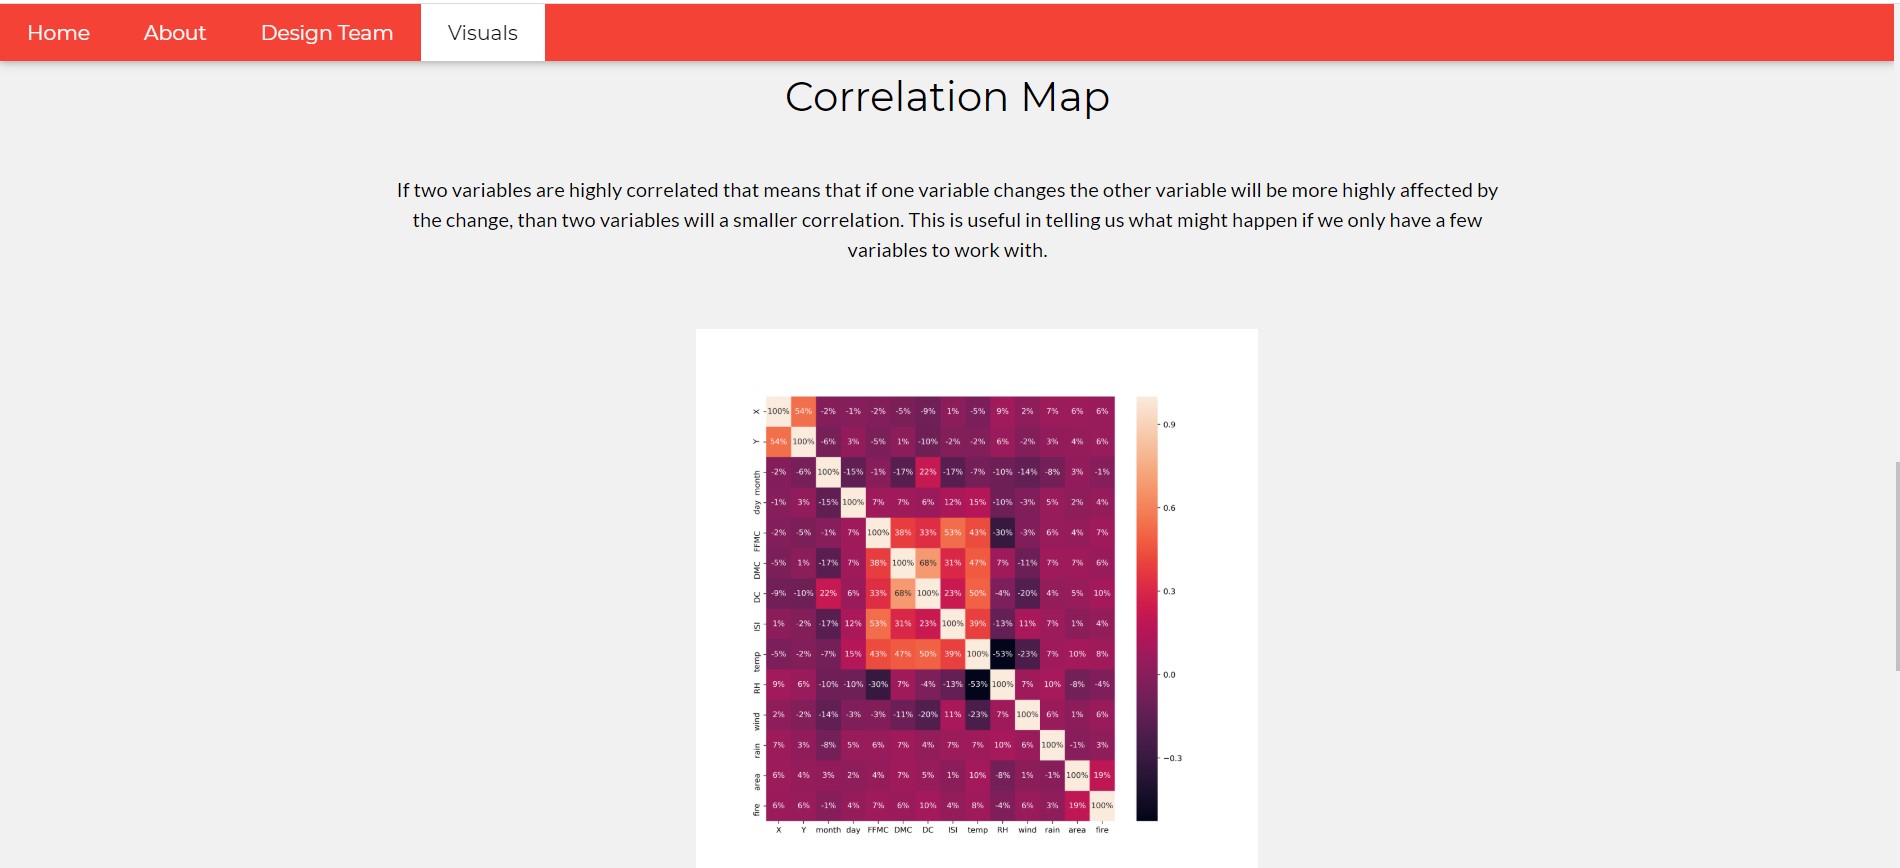 Home About Design Team Visuals
Correlation Map
If two variables are highly correlated that means that if one variable changes the other variable will be more highly affected by
the change, than two variables will a smaller correlation. This is useful in telling us what might happen if we only have a few
variables to work with.
X 100% 54% -2% -1% -2% -5% -9% 1% -5% 9% 2% 7% 6% 6%
Y 54% 100% -6% 3% -5% 1% -10% -2% -2% 6% -2% 3% 4% 6%
month -2% -6% 100% -15% -1% -17% 22% -17% -7% -10% -14% -8% 3% -1%
day -1% 3% -15% 100% 7% 7% 6% 12% 15% -10% -3% 5% 2% 4%
FFMC -2% -5% -1% 7% 100% 38% 33% 53% 43% -30% -3% 6% 4% 7%
DMC -5% 1% -17% 7% 38% 100% 68% 31% 47% 7% -11% 7% 7% 6%
DC -9% -10% 22% 6% 33% 68% 100% 23% 50% -4% -20% 4% 5% 10%
ISI 1% -2% -17% 12% 53% 31% 23% 100% 39% -13% 11% 7% 1% 4%
temp -5% -2% -7% 15% 43% 47% 50% 39% 100% -53% -23% 7% 10% 8%
RH 9% 6% -10% -10% -30% 7% -4% -13% -53% 100% 7% 10% -8% -4%
wind 2% -2% -14% -3% -3% -11% -20% 11% -23% 7% 100% 6% 1% 6%
rain 7% 3% -8% 5% 6% 7% 4% 7% 7% 10% 6% 100% -1% 3%
area 6% 4% 3% 2% 4% 7% 5% 1% 10% -8% 1% -1% 100% 19%
fire 6% 6% -1% 4% 7% 6% 10% 4% 8% -4% 6% 3% 19% 100%
X Y month day FFMC DMC DC ISI temp RH wind rain area fire
0.9
0.6
0.3
0.0
−0.3